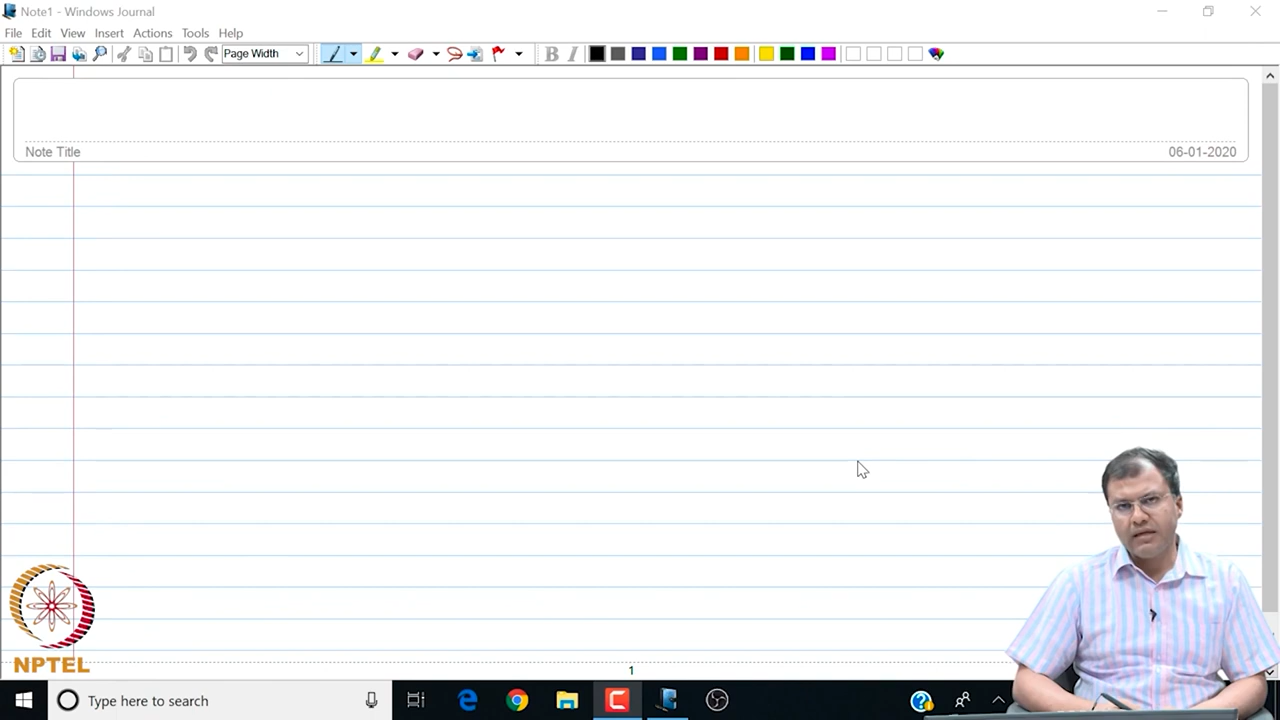 Note1 - Windows Journal
File Edit View Insert Actions Tools Help
Page Width
B I
Note Title
06-01-2020
NPTEL
1
Type here to search